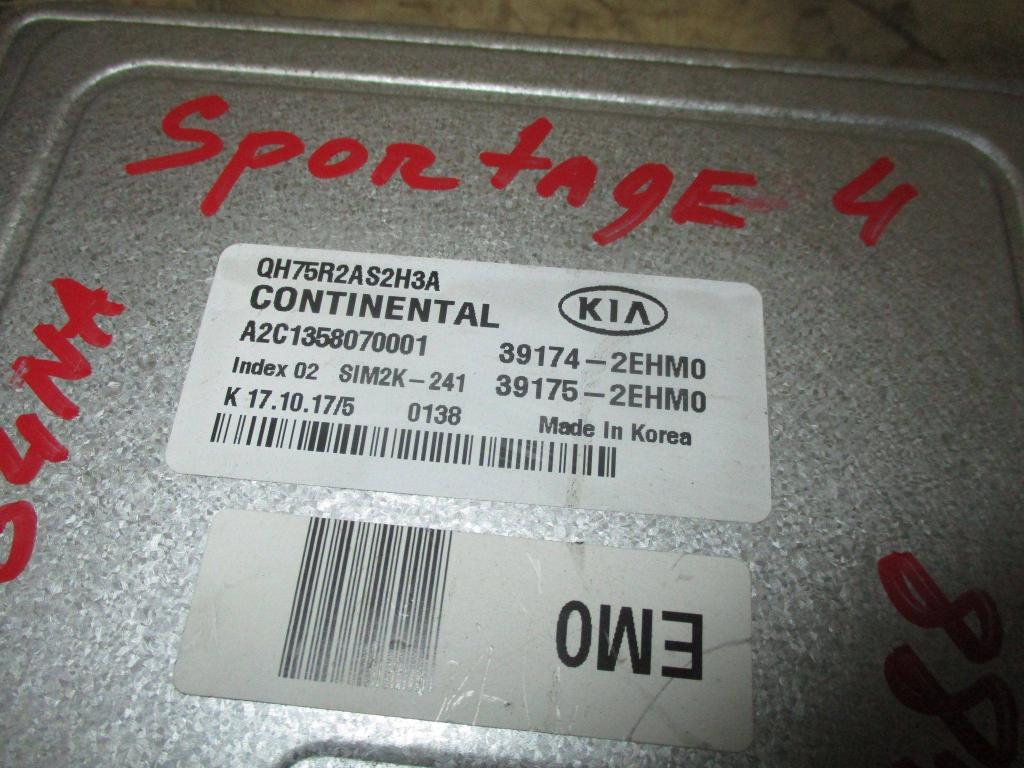 Sportage 4
QH75R2AS2H3A
CONTINENTAL
KIA
A2C1358070001
39174-2EHM0
Index 02 SIM2K-241
39175-2EHM0
K 17.10.17/5 0138
Made In Korea
EM0